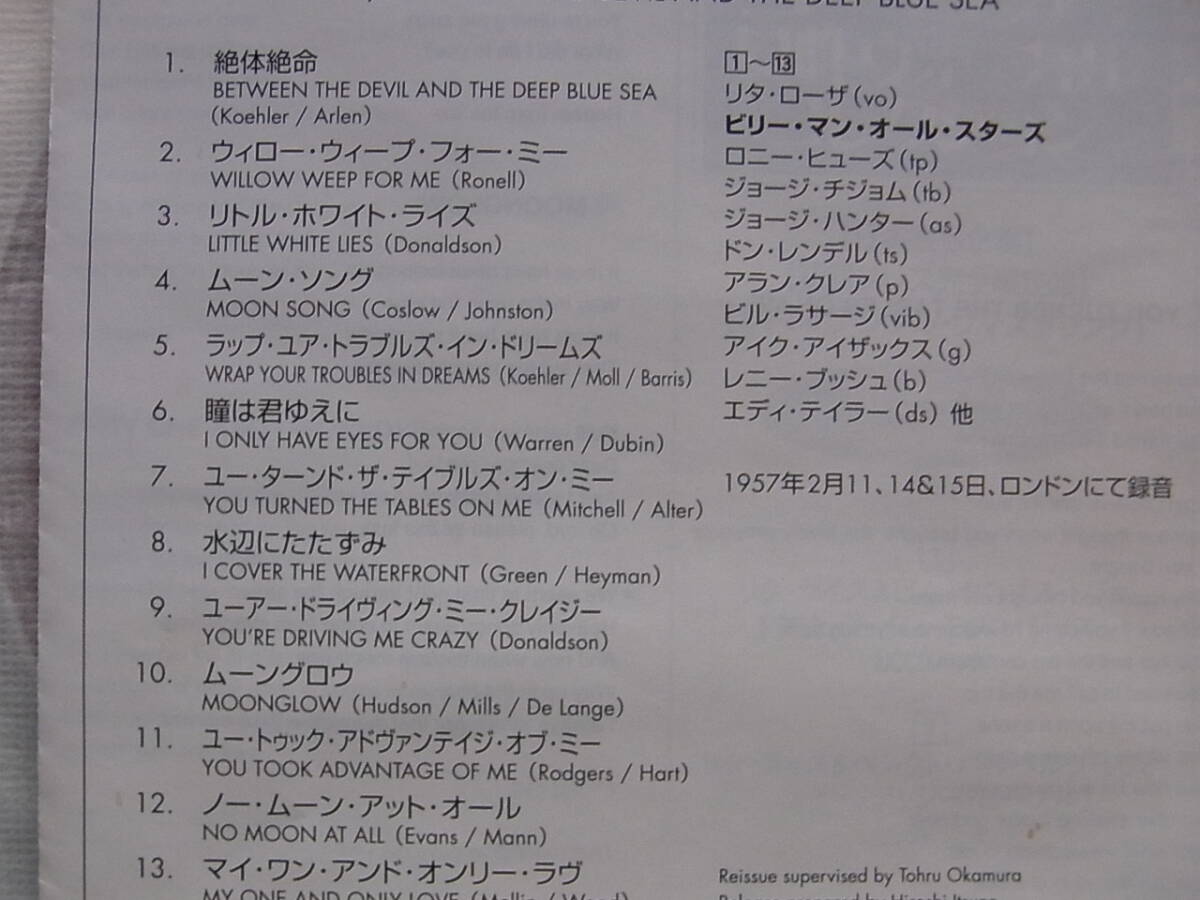 AND THE DEEP BLUE SEA
1. 絶体絶命
BETWEEN THE DEVIL AND THE DEEP BLUE SEA
(Koehler / Arlen)
2. ウィロー・ウィープ・フォー・ミー
WILLOW WEEP FOR ME (Ronell)
3. リトル・ホワイト・ライズ
LITTLE WHITE LIES (Donaldson)
4. ムーン・ソング
MOON SONG (Coslow / Johnston)
5. ラップ・ユア・トラブルズ・イン・ドリームズ
WRAP YOUR TROUBLES IN DREAMS (Koehler / Moll / Barris)
6. 瞳は君ゆえに
I ONLY HAVE EYES FOR YOU (Warren / Dubin)
7. ユー・ターンド・ザ・テイブルズ・オン・ミー
YOU TURNED THE TABLES ON ME (Mitchell / Alter)
8. 水辺にたたずみ
I COVER THE WATERFRONT (Green / Heyman)
9. ユーアー・ドライヴィング・ミー・クレイジー
YOU'RE DRIVING ME CRAZY (Donaldson)
10. ムーングロウ
MOONGLOW (Hudson / Mills / De Lange)
11. ユー・トゥック・アドヴァンテイジ・オブ・ミー
YOU TOOK ADVANTAGE OF ME (Rodgers / Hart)
12. ノー・ムーン・アット・オール
NO MOON AT ALL (Evans / Mann)
13. マイ・ワン・アンド・オンリー・ラヴ
MY ONE AND ONLY LOVE (Mellin / Wood)
1～13
リタ・ローザ(vo)
ビリー・マン・オール・スターズ
ロニー・ヒューズ(tp)
ジョージ・チジョム(tb)
ジョージ・ハンター(as)
ドン・レンデル(ts)
アラン・クレア(p)
ビル・ラサージ(vib)
アイク・アイザックス(g)
レニー・ブッシュ(b)
エディ・テイラー(ds) 他
1957年2月11、14&15日、ロンドンにて録音
Reissue supervised by Tohru Okamura
Release prepared by Hiroshi Itsuno